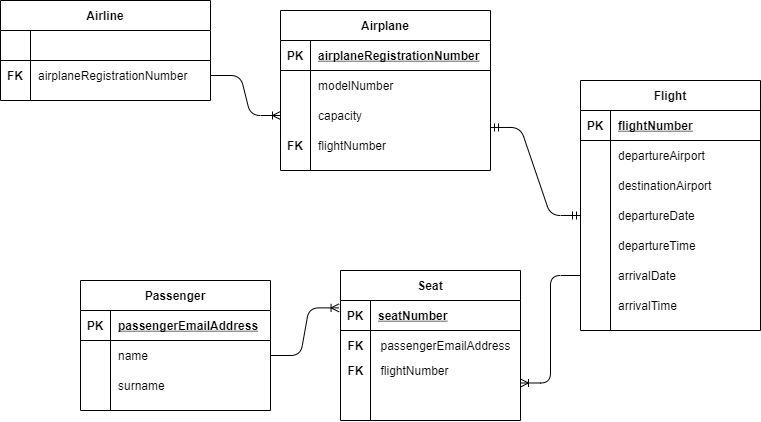 Airline
FK airplaneRegistrationNumber
Airplane
PK airplaneRegistrationNumber
modelNumber
capacity
FK flightNumber
Flight
PK flightNumber
departureAirport
destinationAirport
departureDate
departureTime
arrivalDate
arrivalTime
Passenger
PK passengerEmailAddress
name
surname
Seat
PK seatNumber
FK passengerEmailAddress
FK flightNumber